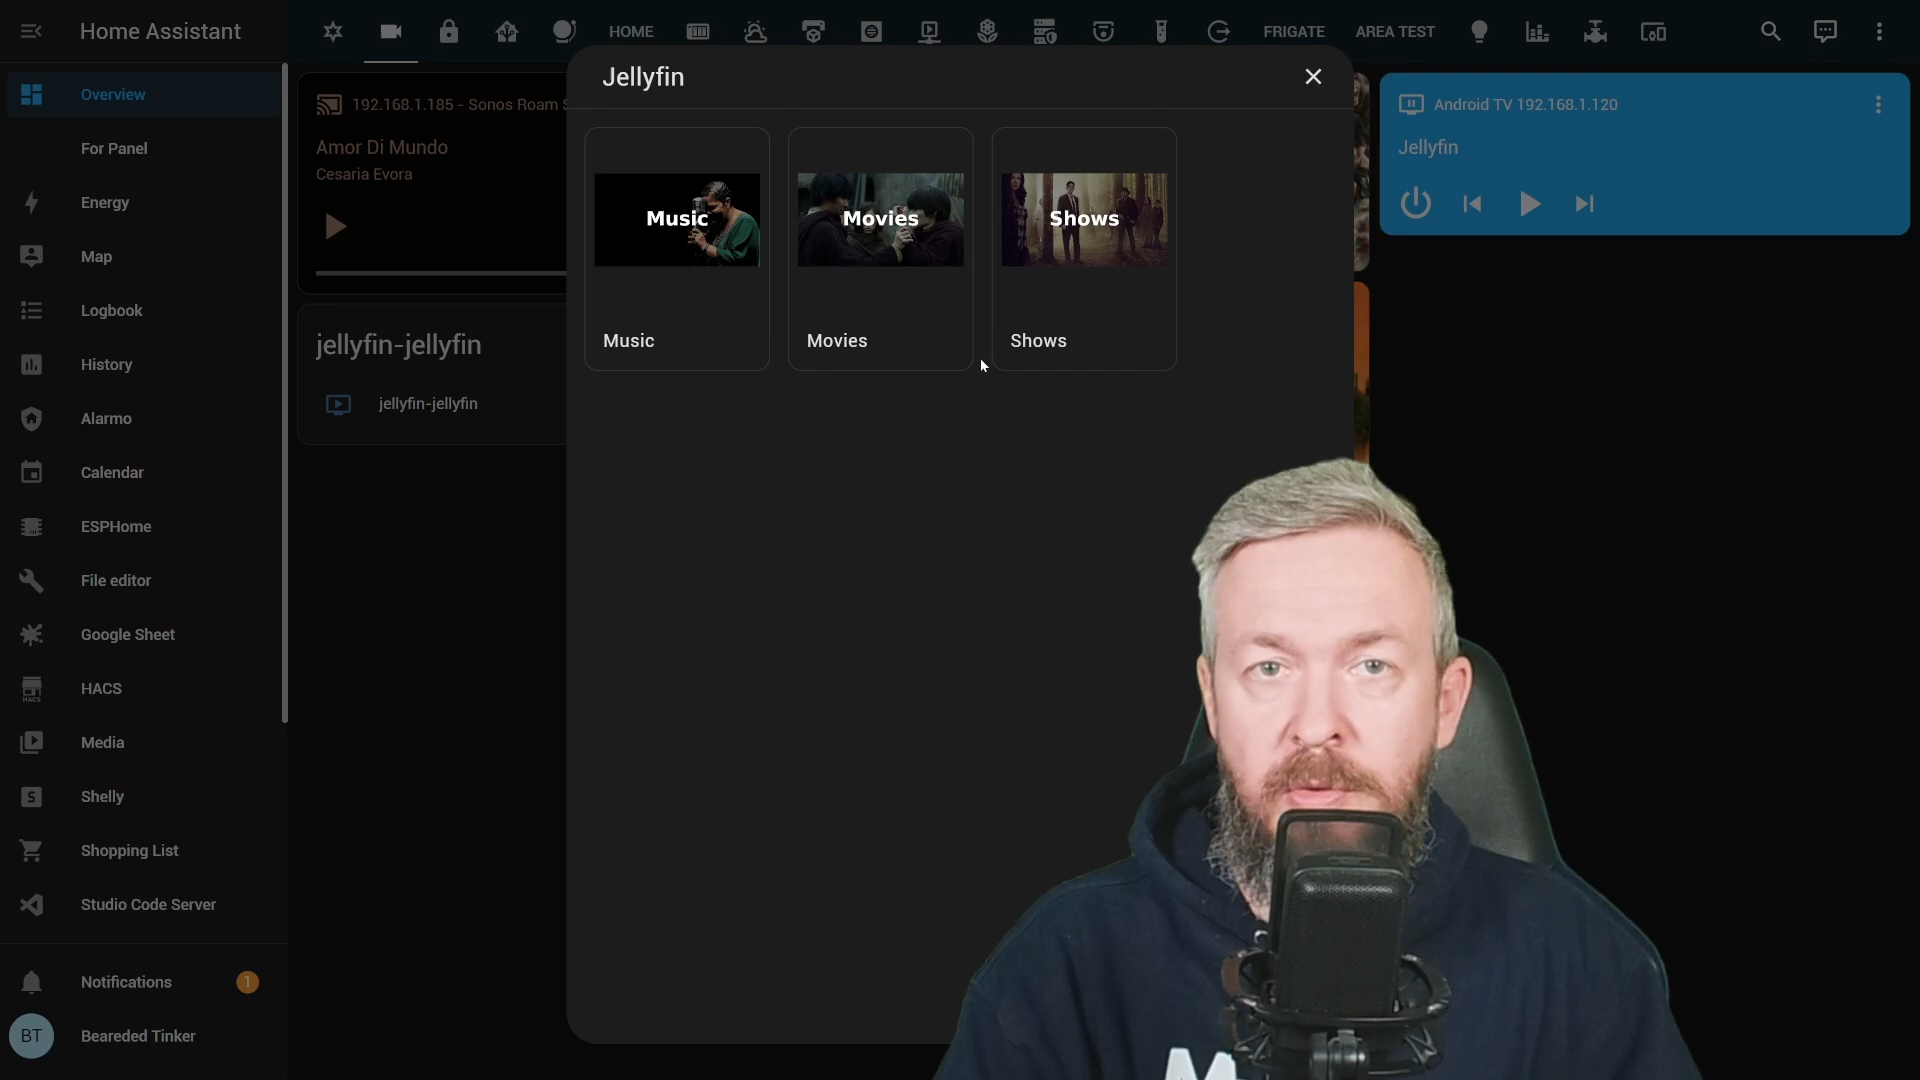 Home Assistant
HOME
FRIGATE
AREA TEST
Overview
For Panel
Energy
Map
Logbook
History
Alarmo
Calendar
ESPHome
File editor
Google Sheet
HACS
HACS
Media
S
Shelly
Shopping List
Studio Code Server
Notifications
1
BT
Beareded Tinker
192.168.1.185 - Sonos Roam
Amor Di Mundo
Cesaria Evora
jellyfin-jellyfin
jellyfin-jellyfin
Jellyfin
Music
Movies
Shows
Music
Movies
Shows
Android TV 192.168.1.120
Jellyfin